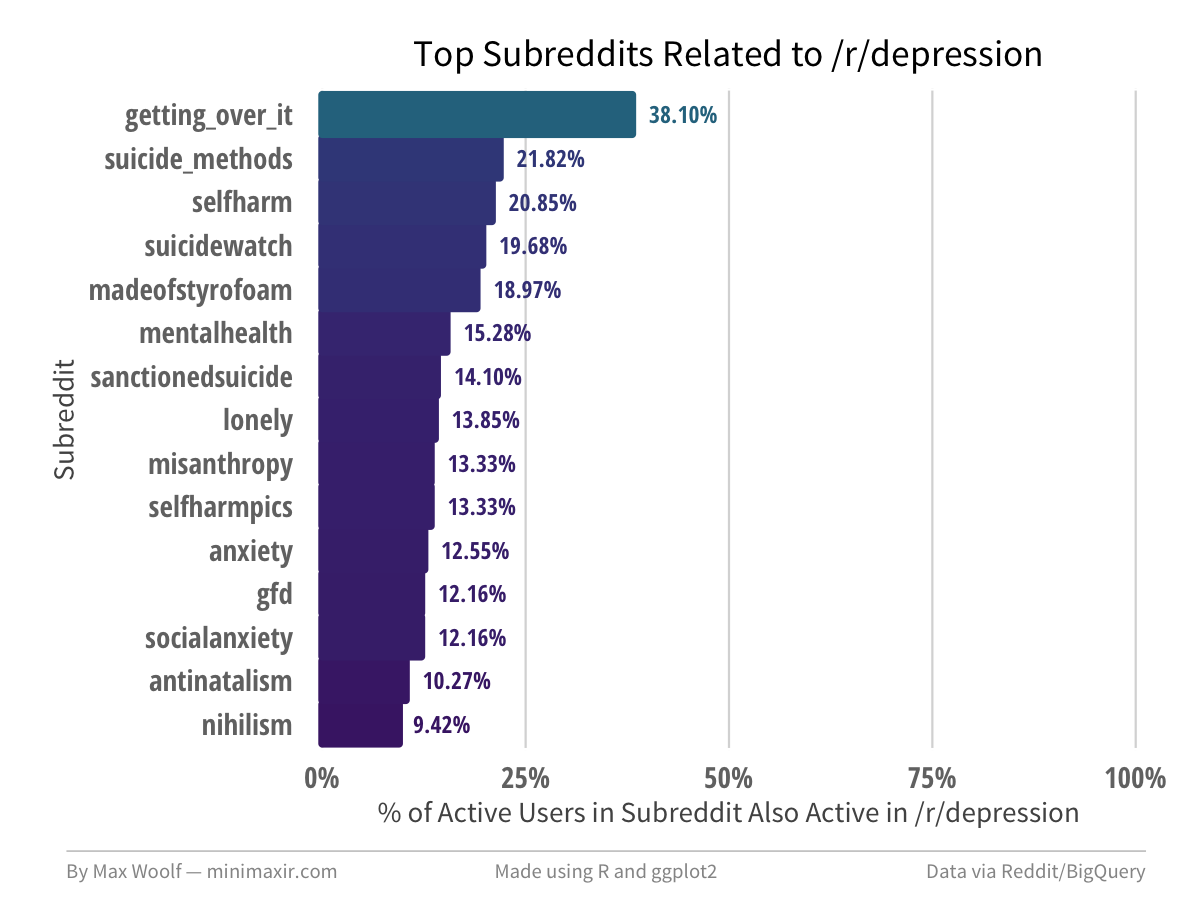 Top Subreddits Related to /r/depression
getting_over_it 38.10%
suicide_methods 21.82%
selfharm 20.85%
suicidewatch 19.68%
madeofstyrofoam 18.97%
mentalhealth 15.28%
sanctionedsuicide 14.10%
lonely 13.85%
misanthropy 13.33%
selfharmpics 13.33%
anxiety 12.55%
gfd 12.16%
socialanxiety 12.16%
antinatalism 10.27%
nihilism 9.42%
Subreddit
0% 25% 50% 75% 100%
% of Active Users in Subreddit Also Active in /r/depression
By Max Woolf — minimaxir.com Made using R and ggplot2 Data via Reddit/BigQuery